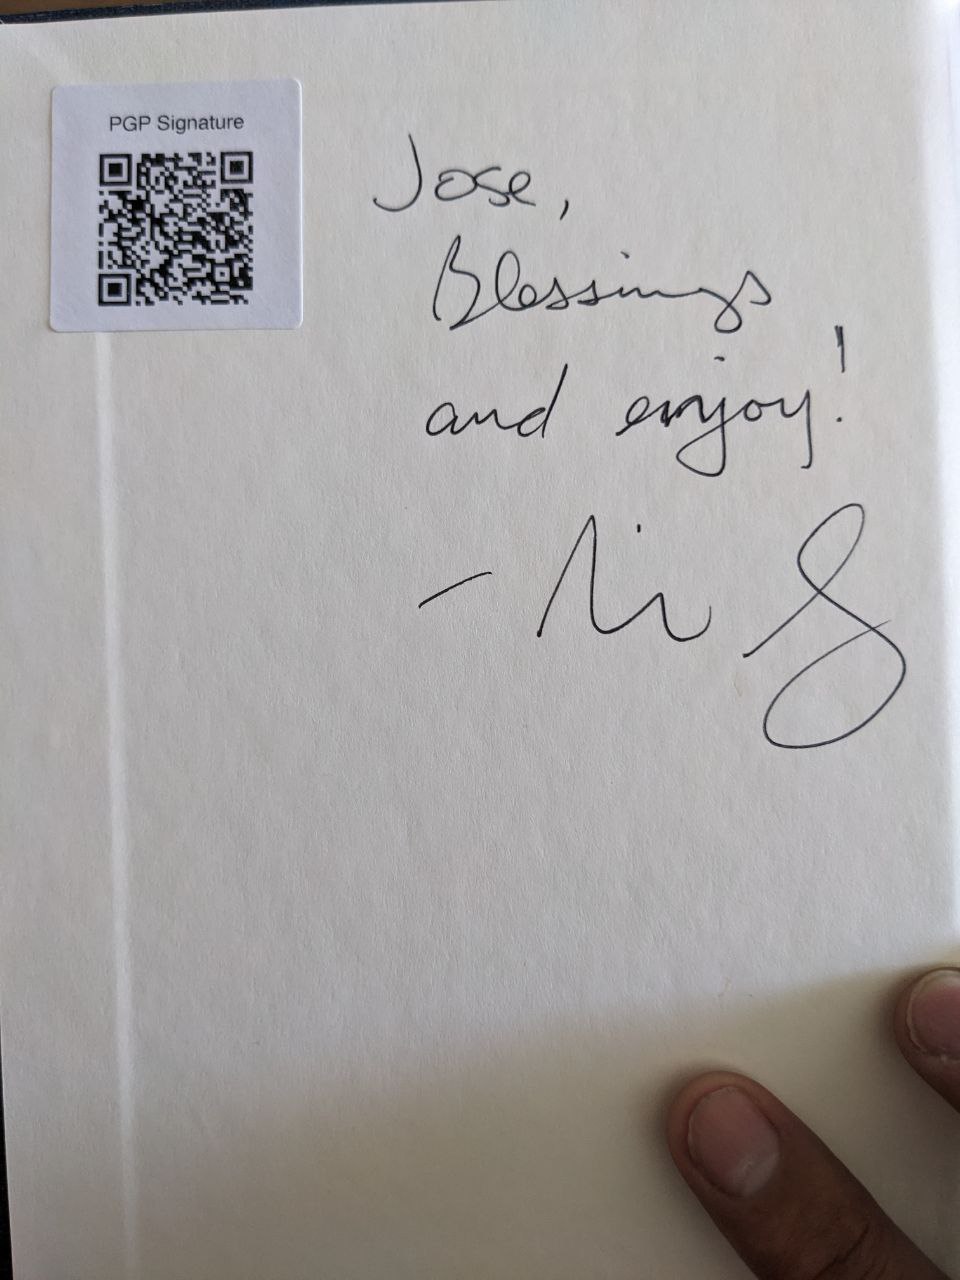 PGP Signature
Jose,
Blessings
and enjoy!